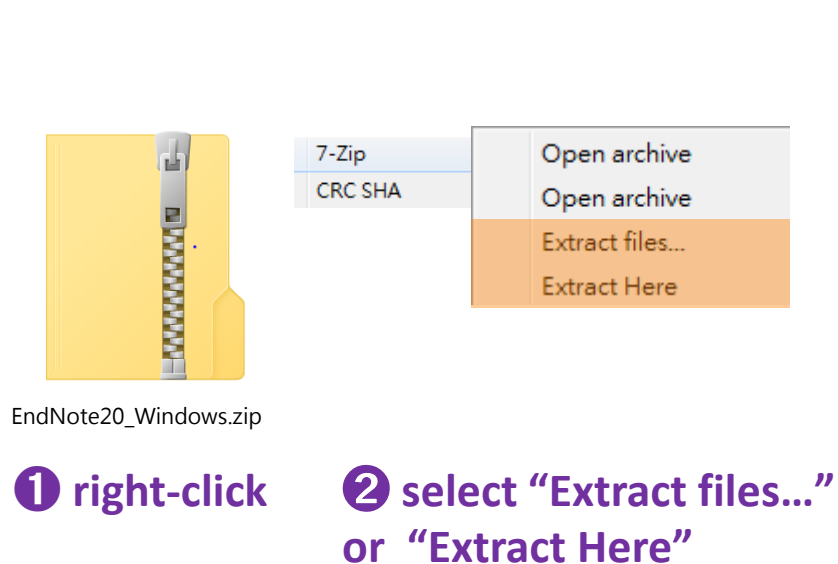 7-Zip
CRC SHA
Open archive
Open archive
Extract files...
Extract Here
EndNote20_Windows.zip
❶ right-click
❷ select “Extract files…”
or “Extract Here”